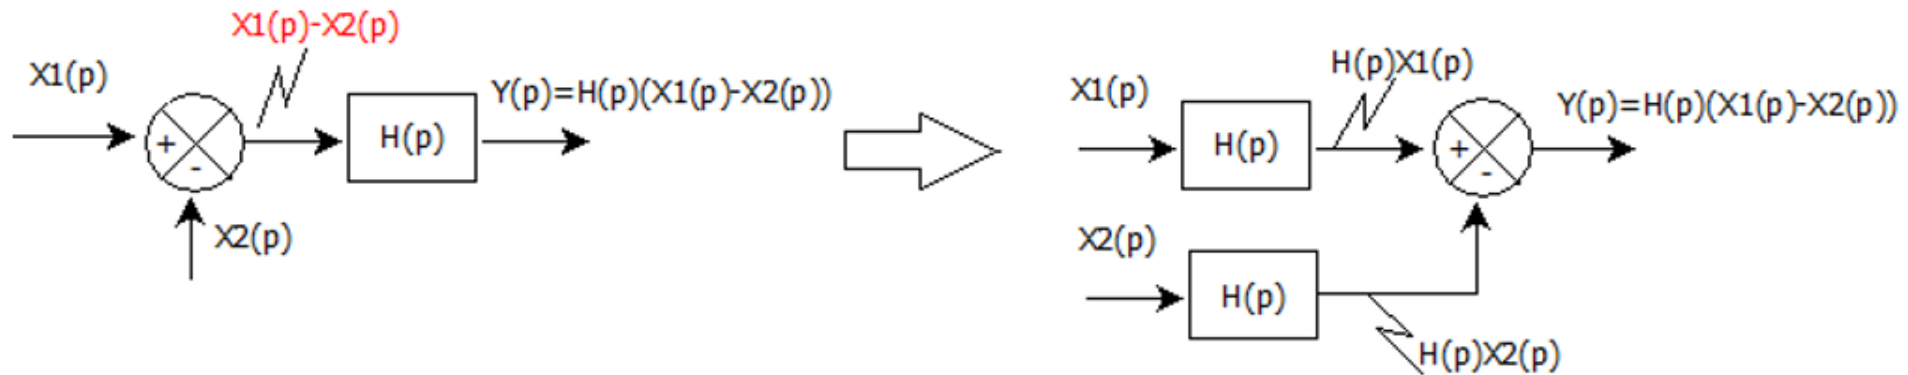 X1(p)-X2(p)
X1(p)
+
-
X2(p)
H(p)
Y(p)=H(p)(X1(p)-X2(p))
X1(p)
H(p)
H(p)X1(p)
+
-
Y(p)=H(p)(X1(p)-X2(p))
X2(p)
H(p)
H(p)X2(p)